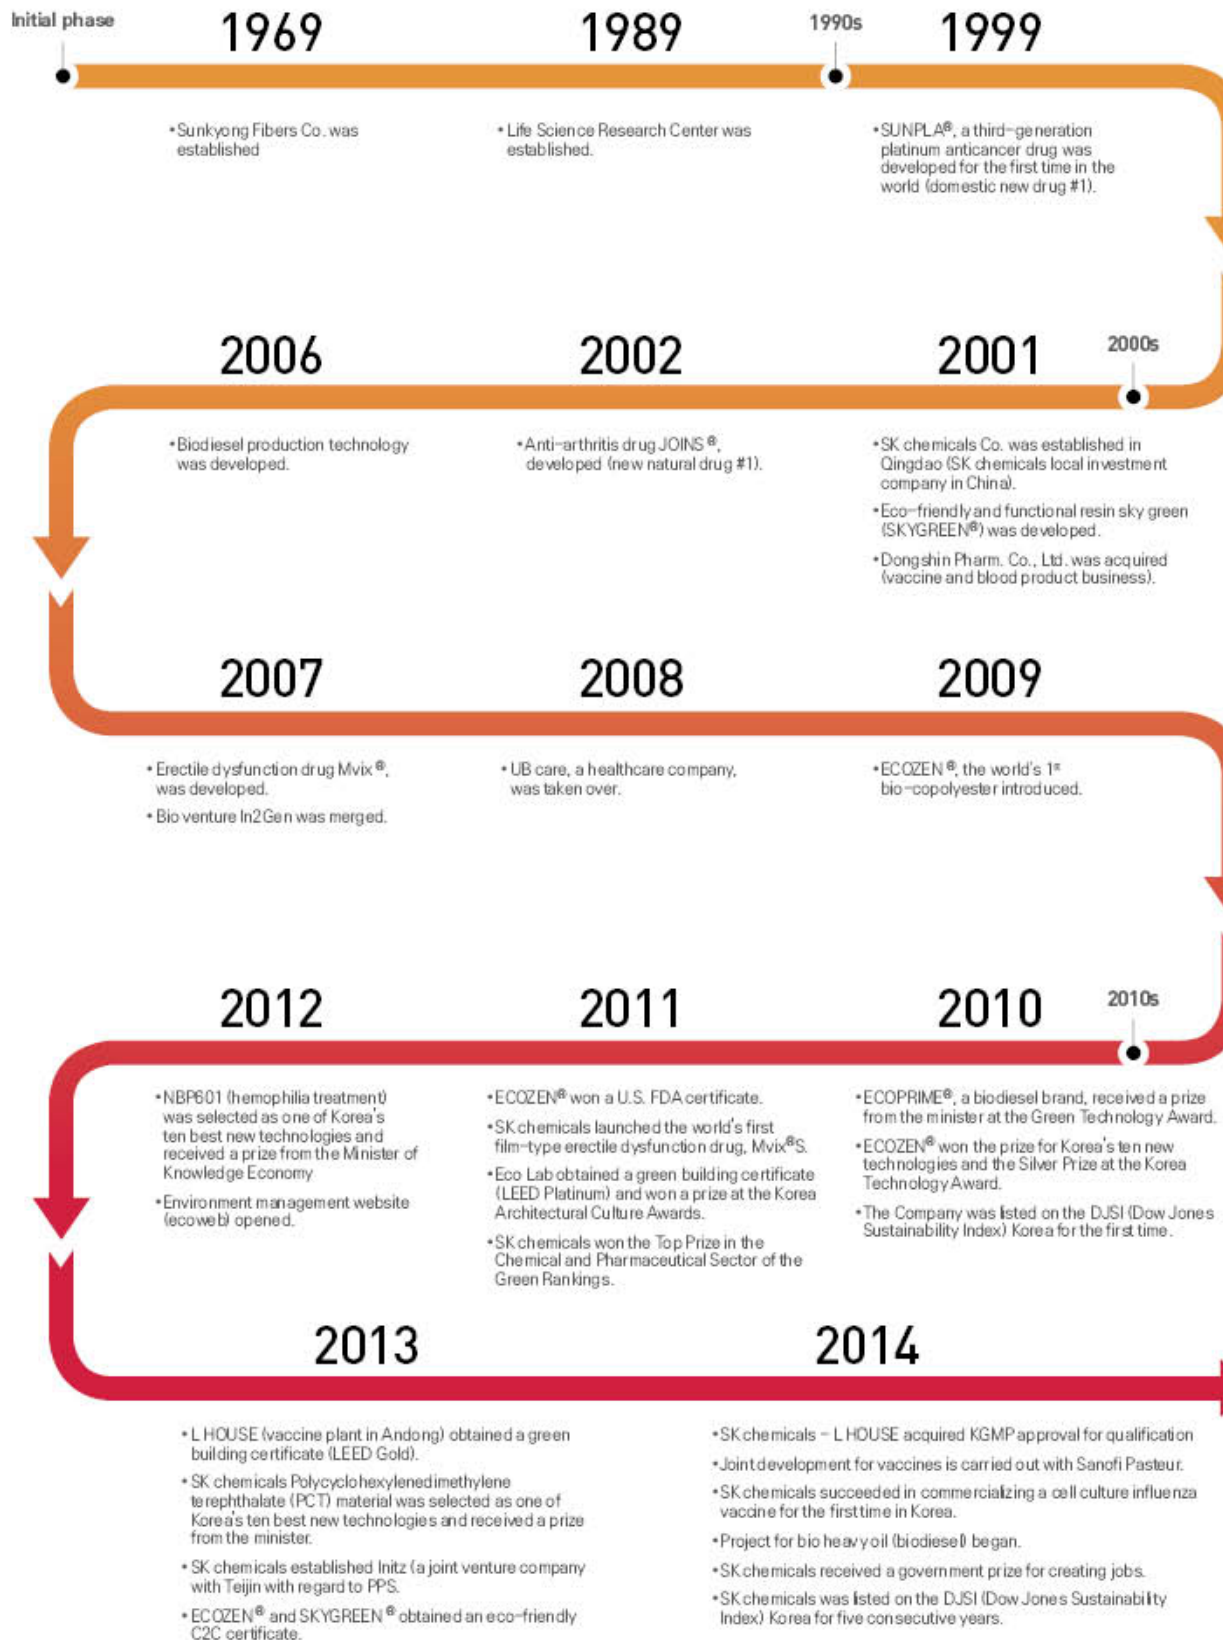 Initial phase
1969
1989
1990s
1999
•Sunkyong Fibers Co. was
established
•Life Science Research Center was
established.
•SUNPLA®, a third-generation
platinum anticancer drug was
developed for the first time in the
world (domestic new drug #1).
2006
2002
2001
2000s
•Biodiesel production technology
was developed.
•Anti-arthritis drug JOINS ®,
developed (new natural drug #1).
•SK chemicals Co. was established in
Qingdao (SK chemicals local investment
company in China).
•Eco-friendly and functional resin sky green
(SKYGREEN®) was developed.
•Dongshin Pharm. Co., Ltd. was acquired
(vaccine and blood product business).
2007
2008
2009
• Erectile dysfunction drug Mvix ®,
was developed.
• Bio venture In2Gen was merged.
• UB care, a healthcare company,
was taken over.
•ECOZEN ®, the world's 1st
bio-copolyester introduced.
2012
2011
2010
2010s
•NBP601 (hemophilia treatment)
was selected as one of Korea's
ten best new technologies and
received a prize from the Minister of
Knowledge Economy
•Environment management website
(ecoweb) opened.
•ECOZEN® won a U.S. FDA certificate.
•SK chemicals launched the world's first
film-type erectile dysfunction drug, Mvix®S.
•Eco Lab obtained a green building certificate
(LEED Platinum) and won a prize at the Korea
Architectural Culture Awards.
•SK chemicals won the Top Prize in the
Chemical and Pharmaceutical Sector of the
Green Rankings.
•ECOPRIME®, a biodiesel brand, received a prize
from the minister at the Green Technology Award.
•ECOZEN® won the prize for Korea's ten new
technologies and the Silver Prize at the Korea
Technology Award.
•The Company was listed on the DJSI (Dow Jones
Sustainability Index) Korea for the first time.
2013
2014
• L HOUSE (vaccine plant in Andong) obtained a green
building certificate (LEED Gold).
• SK chemicals Polycyclohexylenedimethylene
terephthalate (PCT) material was selected as one of
Korea's ten best new technologies and received a prize
from the minister.
• SK chemicals established Initz (a joint venture company
with Teijin with regard to PPS.
• ECOZEN® and SKYGREEN ® obtained an eco-friendly
C2C certificate.
•SK chemicals - L HOUSE acquired KGMP approval for qualification
•Joint development for vaccines is carried out with Sanofi Pasteur.
•SK chemicals succeeded in commercializing a cell culture influenza
vaccine for the first time in Korea.
•Project for bio heavy oil (biodiesel) began.
•SK chemicals received a government prize for creating jobs.
•SK chemicals was listed on the DJSI (Dow Jones Sustainability
Index) Korea for five consecutive years.